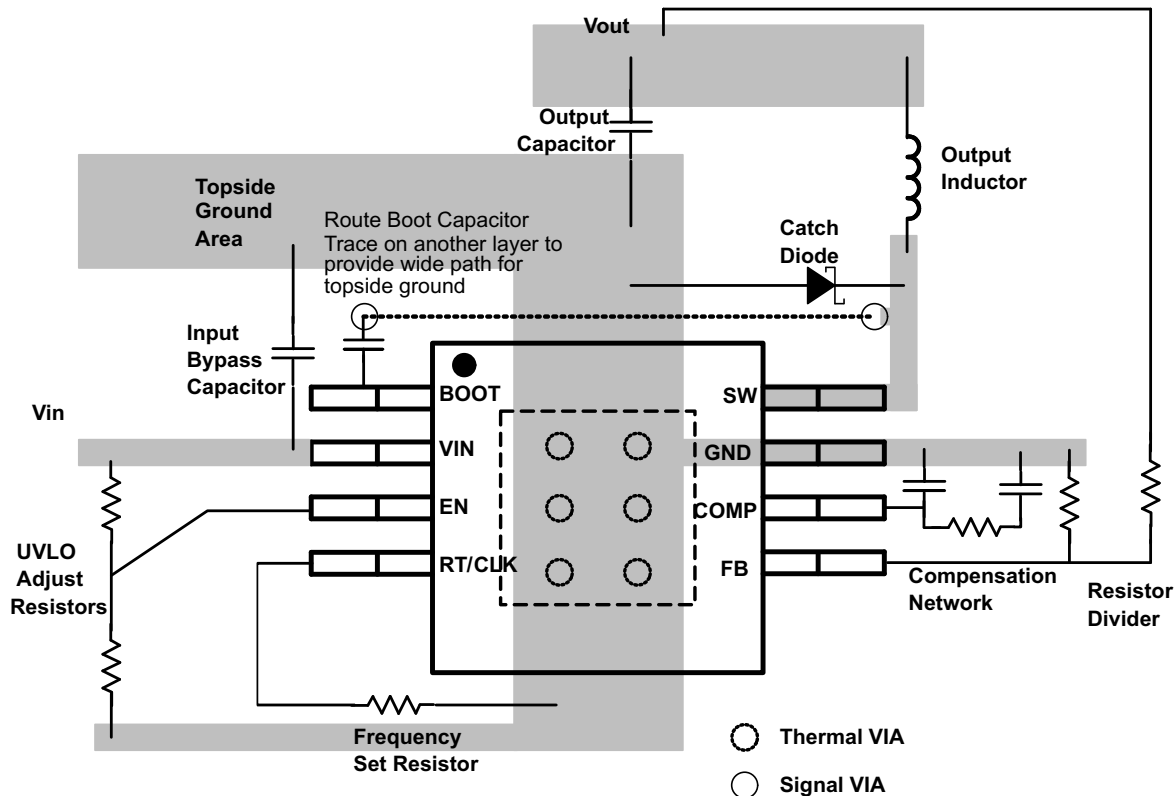 Vout
Output
Capacitor
Output
Inductor
Topside
Ground
Area
Route Boot Capacitor
Trace on another layer to
provide wide path for
topside ground
Catch
Diode
Input
Bypass
Capacitor
Vin
BOOT
VIN
EN
RT/CLK
SW
GND
COMP
FB
UVLO
Adjust
Resistors
Compensation
Network
Resistor
Divider
Frequency
Set Resistor
Thermal VIA
Signal VIA